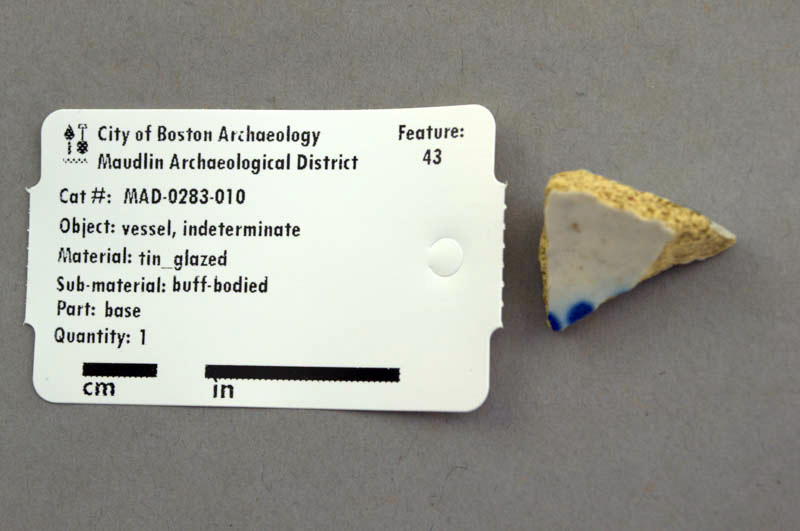 City of Boston Archaeology
Maudlin Archaeological District
Feature:
43
Cat #: MAD-0283-010
Object: vessel, indeterminate
Material: tin_glazed
Sub-material: buff-bodied
Part: base
Quantity: 1
cm
in